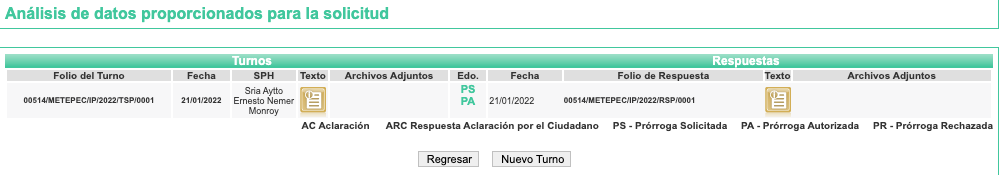 Análisis de datos proporcionados para la solicitud
Turnos Respuestas
Folio del Turno Fecha SPH Texto Archivos Adjuntos Edo. Fecha Folio de Respuesta Texto Archivos Adjuntos
00514/METEPEC/IP/2022/TSP/0001 21/01/2022 Sria Aytto Ernesto Nemer Monroy PS PA 21/01/2022 00514/METEPEC/IP/2022/RSP/0001
AC Aclaración ARC Respuesta Aclaración por el Ciudadano PS - Prórroga Solicitada PA - Prórroga Autorizada PR - Prórroga Rechazada
Regresar Nuevo Turno